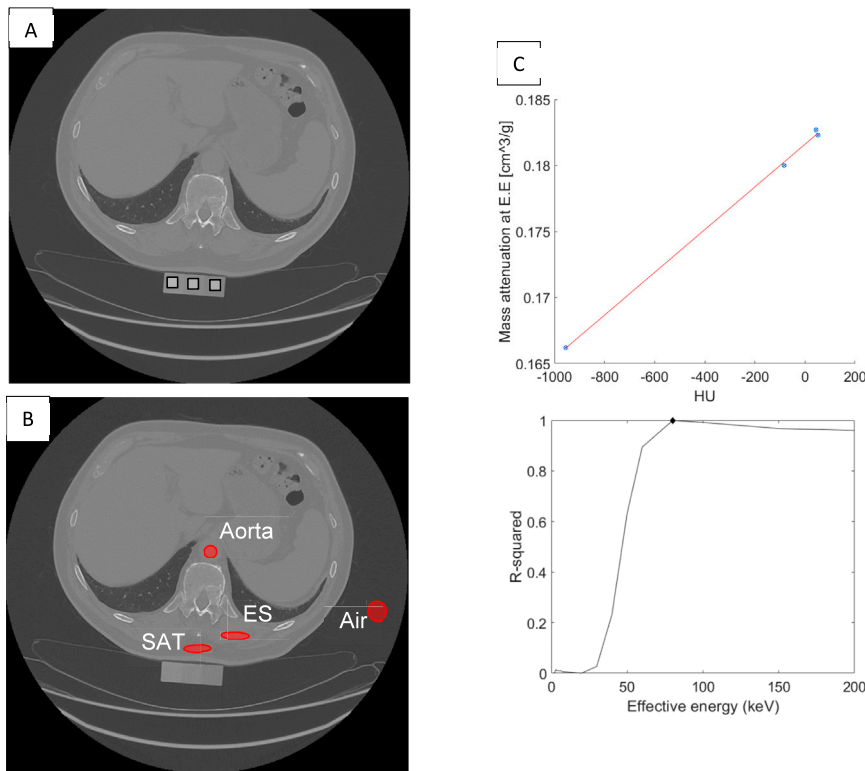 A
B
Aorta
ES
Air
SAT
C
Mass attenuation at E.E [cm^3/g]
0.185
0.18
0.175
0.17
0.165
-1000 -800 -600 -400 -200 0 200
HU
R-squared
1
0.8
0.6
0.4
0.2
0
0 50 100 150 200
Effective energy (keV)